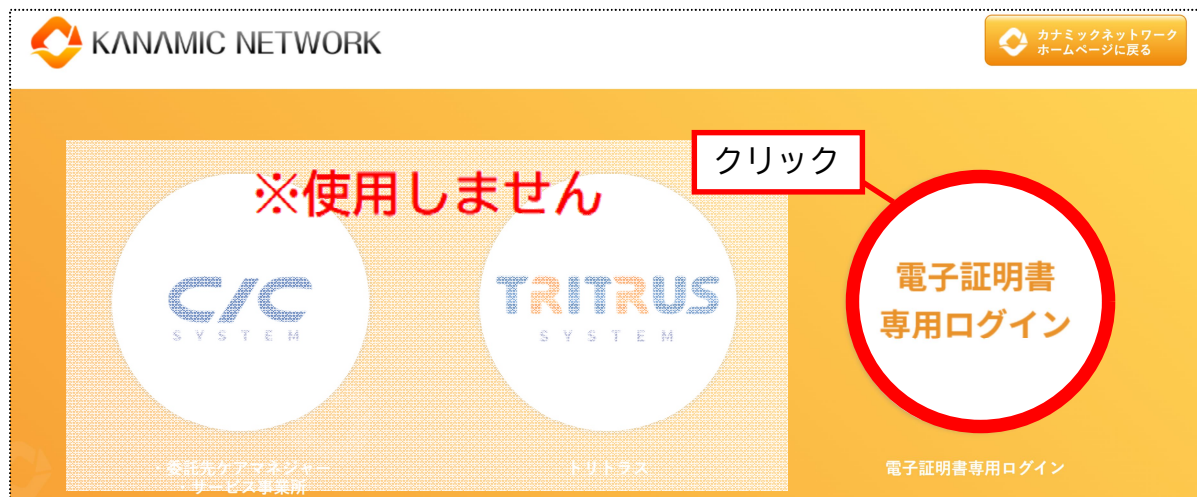 KANAMIC NETWORK
カナミックネットワーク
ホームページに戻る
※使用しません
クリック
C/C
SYSTEM
TRITRUS
SYSTEM
電子証明書
専用ログイン
・委託先ケアマネジャー
・サービス事業所
トリトラス
電子証明書専用ログイン